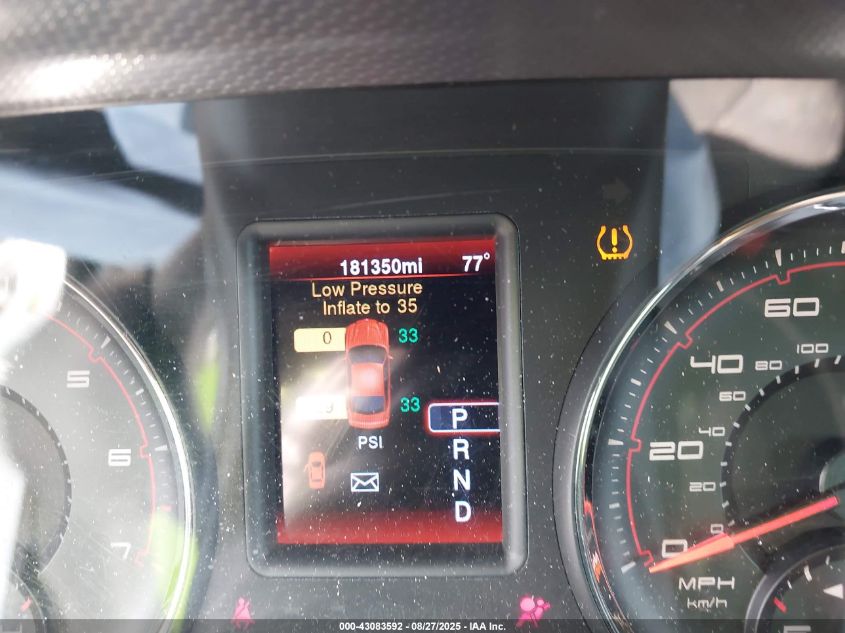 181350mi 77°
Low Pressure
Inflate to 35
0 33
33
PSI
P
R
N
D
5
6
7
60
40
20
0
100
80
60
40
20
0
MPH
km/h
000-43083592 - 08/27/2025 - IAA Inc.